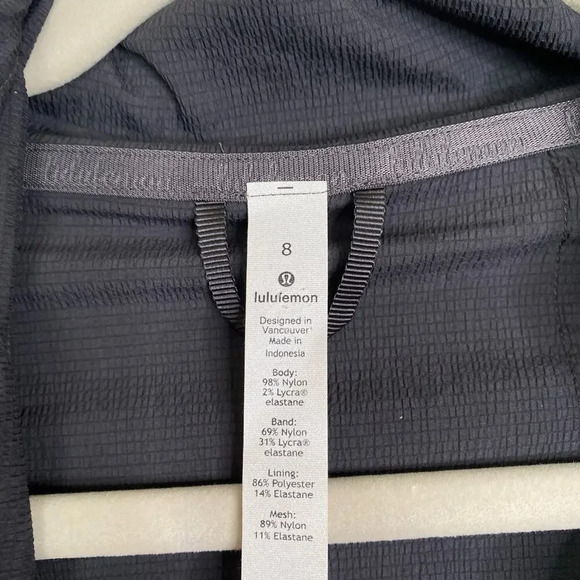 8
lululemon
Designed in
Vancouver
Made in
Indonesia
Body:
98% Nylon
2% Lycra®
elastane
Band:
69% Nylon
31% Lycra®
elastane
Lining:
86% Polyester
14% Elastane
Mesh:
89% Nylon
11% Elastane